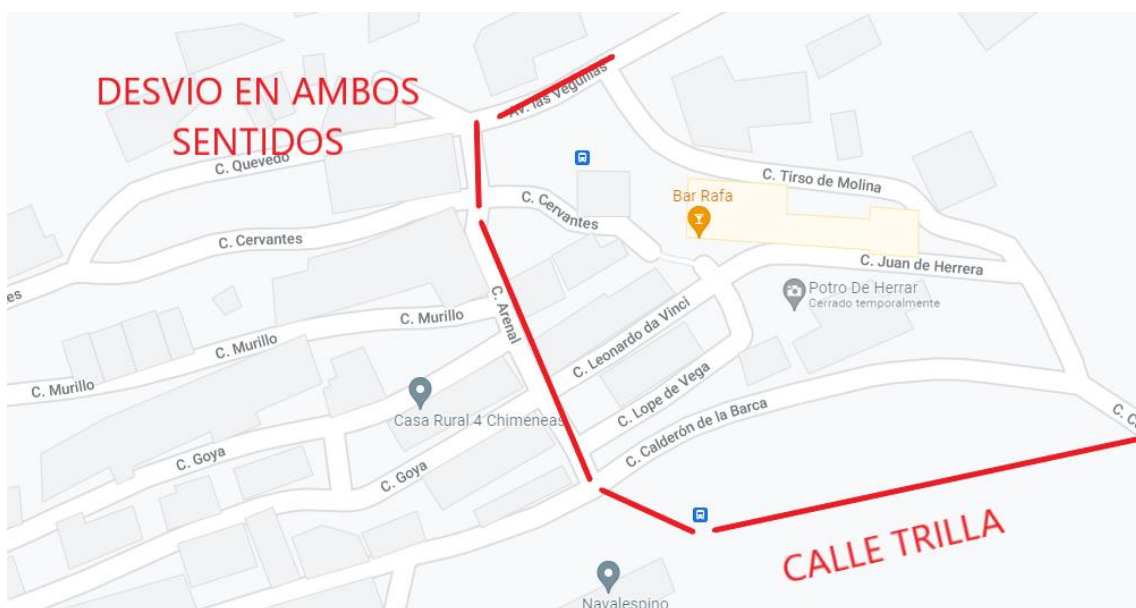 DESVIO EN AMBOS
SENTIDOS
Av. las Veguillas
C. Quevedo
C. Tirso de Molina
Bar Rafa
C. Cervantes
C. Cervantes
C. Juan de Herrera
Potro De Herrar
Cerrado temporalmente
es
C. Arenal
C. Murillo
C. Leonardo da Vinci
C. Murillo
C. Murillo
C. Lope de Vega
Casa Rural 4 Chimeneas
C. Calderón de la Barca
C. Ca
C. Goya
C. Goya
CALLE TRILLA
Navalespino